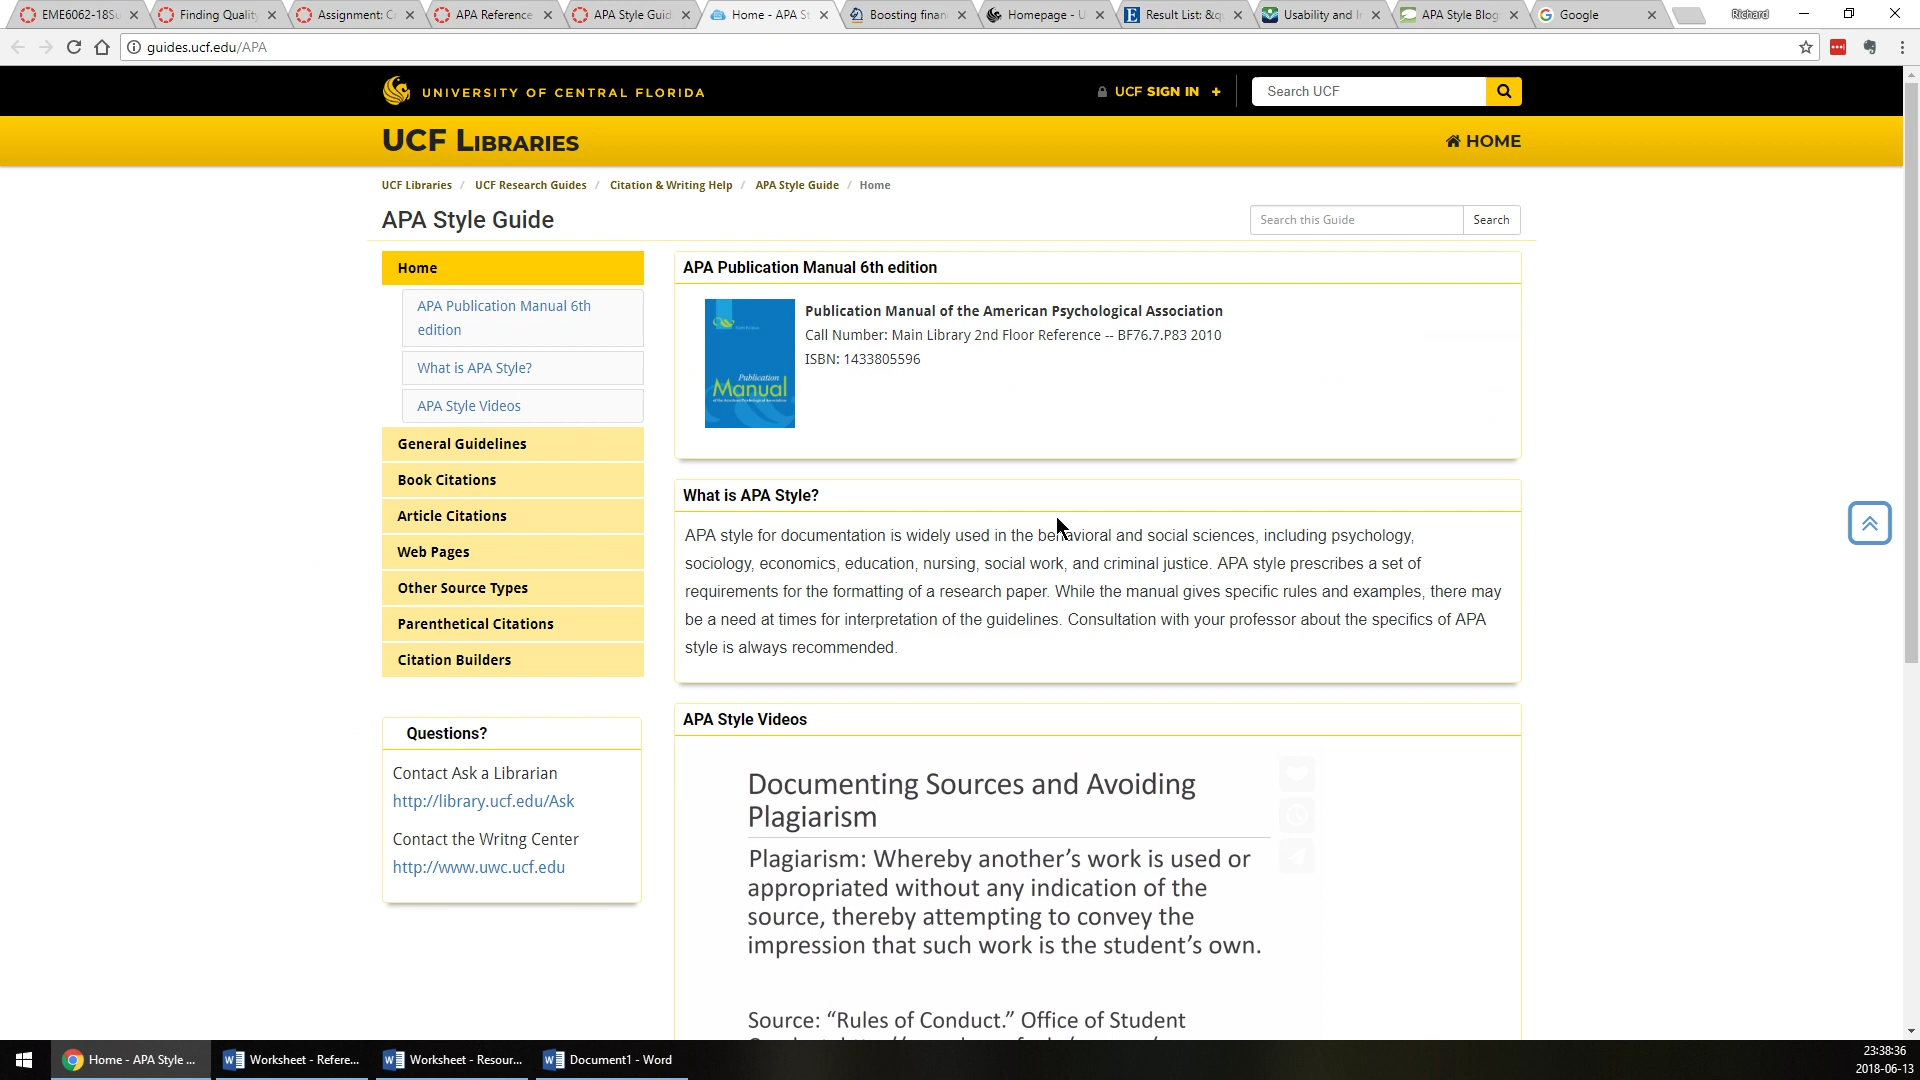 EME6062-18Su
Finding Quality
Assignment: C
APA Reference
APA Style Guid
Home - APA St
Boosting finan
Homepage - U
Result List: &qu
Usability and I
APA Style Blog
Google
Richard
guides.ucf.edu/APA
UNIVERSITY OF CENTRAL FLORIDA
UCF SIGN IN +
Search UCF
UCF LIBRARIES
HOME
UCF Libraries / UCF Research Guides / Citation & Writing Help / APA Style Guide / Home
APA Style Guide
Search this Guide
Search
Home
APA Publication Manual 6th
edition
What is APA Style?
APA Style Videos
General Guidelines
Book Citations
Article Citations
Web Pages
Other Source Types
Parenthetical Citations
Citation Builders
Questions?
Contact Ask a Librarian
http://library.ucf.edu/Ask
Contact the Writng Center
http://www.uwc.ucf.edu
APA Publication Manual 6th edition
Publication
Manual
Publication Manual of the American Psychological Association
Call Number: Main Library 2nd Floor Reference -- BF76.7.P83 2010
ISBN: 1433805596
What is APA Style?
APA style for documentation is widely used in the behavioral and social sciences, including psychology,
sociology, economics, education, nursing, social work, and criminal justice. APA style prescribes a set of
requirements for the formatting of a research paper. While the manual gives specific rules and examples, there may
be a need at times for interpretation of the guidelines. Consultation with your professor about the specifics of APA
style is always recommended.
APA Style Videos
Documenting Sources and Avoiding
Plagiarism
Plagiarism: Whereby another’s work is used or
appropriated without any indication of the
source, thereby attempting to convey the
impression that such work is the student’s own.
Source: “Rules of Conduct.” Office of Student
Home - APA Style ...
Worksheet - Refere...
Worksheet - Resour...
Document1 - Word
23:38:36
2018-06-13